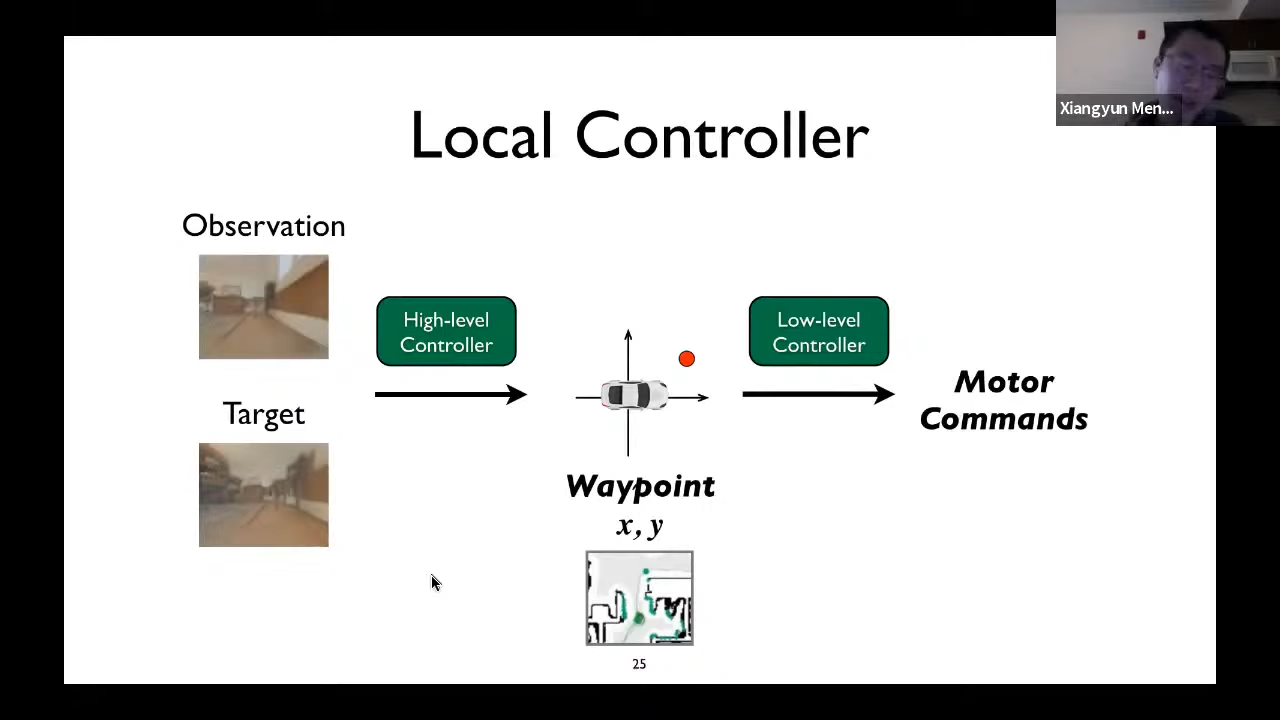 Xiangyun Men...
Local Controller
Observation
High-level
Controller
Low-level
Controller
Motor
Commands
Target
Waypoint
x, y
25